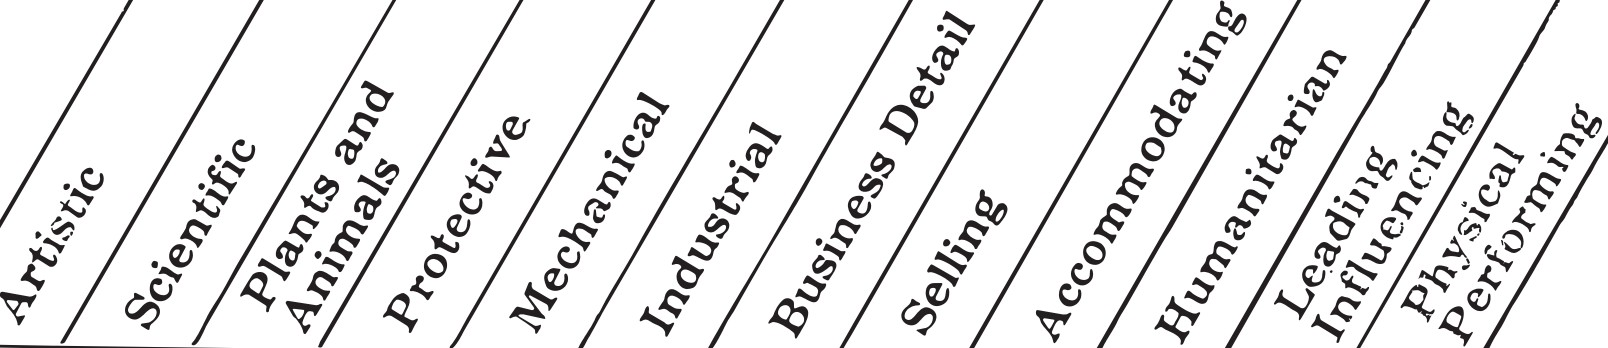 Artistic
Scientific
Plants and
Animals
Protective
Mechanical
Industrial
Business Detail
Selling
Accommodating
Humanitarian
Leading
Influencing
Physical
Performing